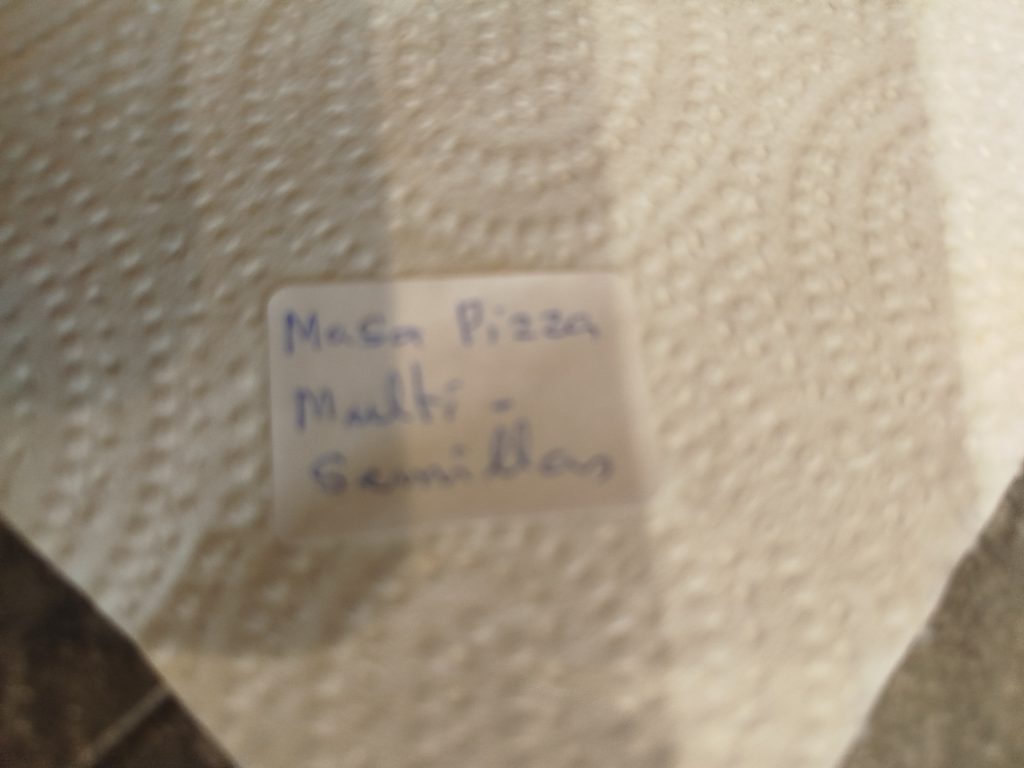 Masa Pizza
Multi -
Semillas